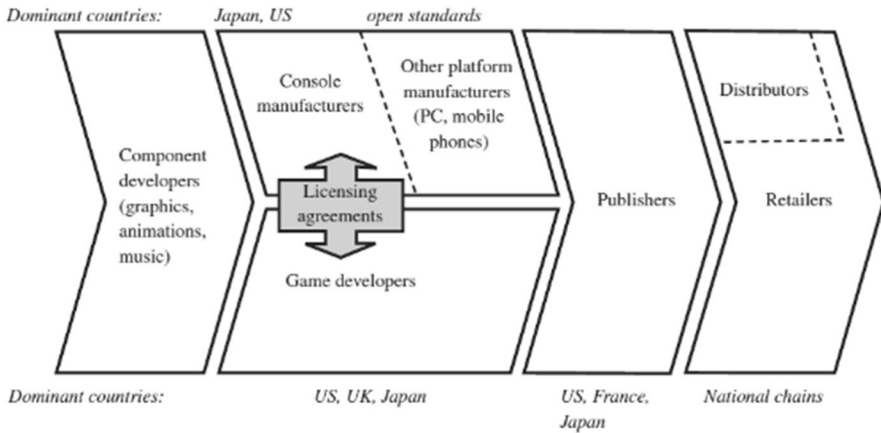 Dominant countries: Japan, US open standards
Console
manufacturers
Other platform
manufacturers
(PC, mobile
phones)
Distributors
Component
developers
(graphics,
animations,
music)
Licensing
agreements
Publishers
Retailers
Game developers
Dominant countries: US, UK, Japan US, France,
Japan
National chains